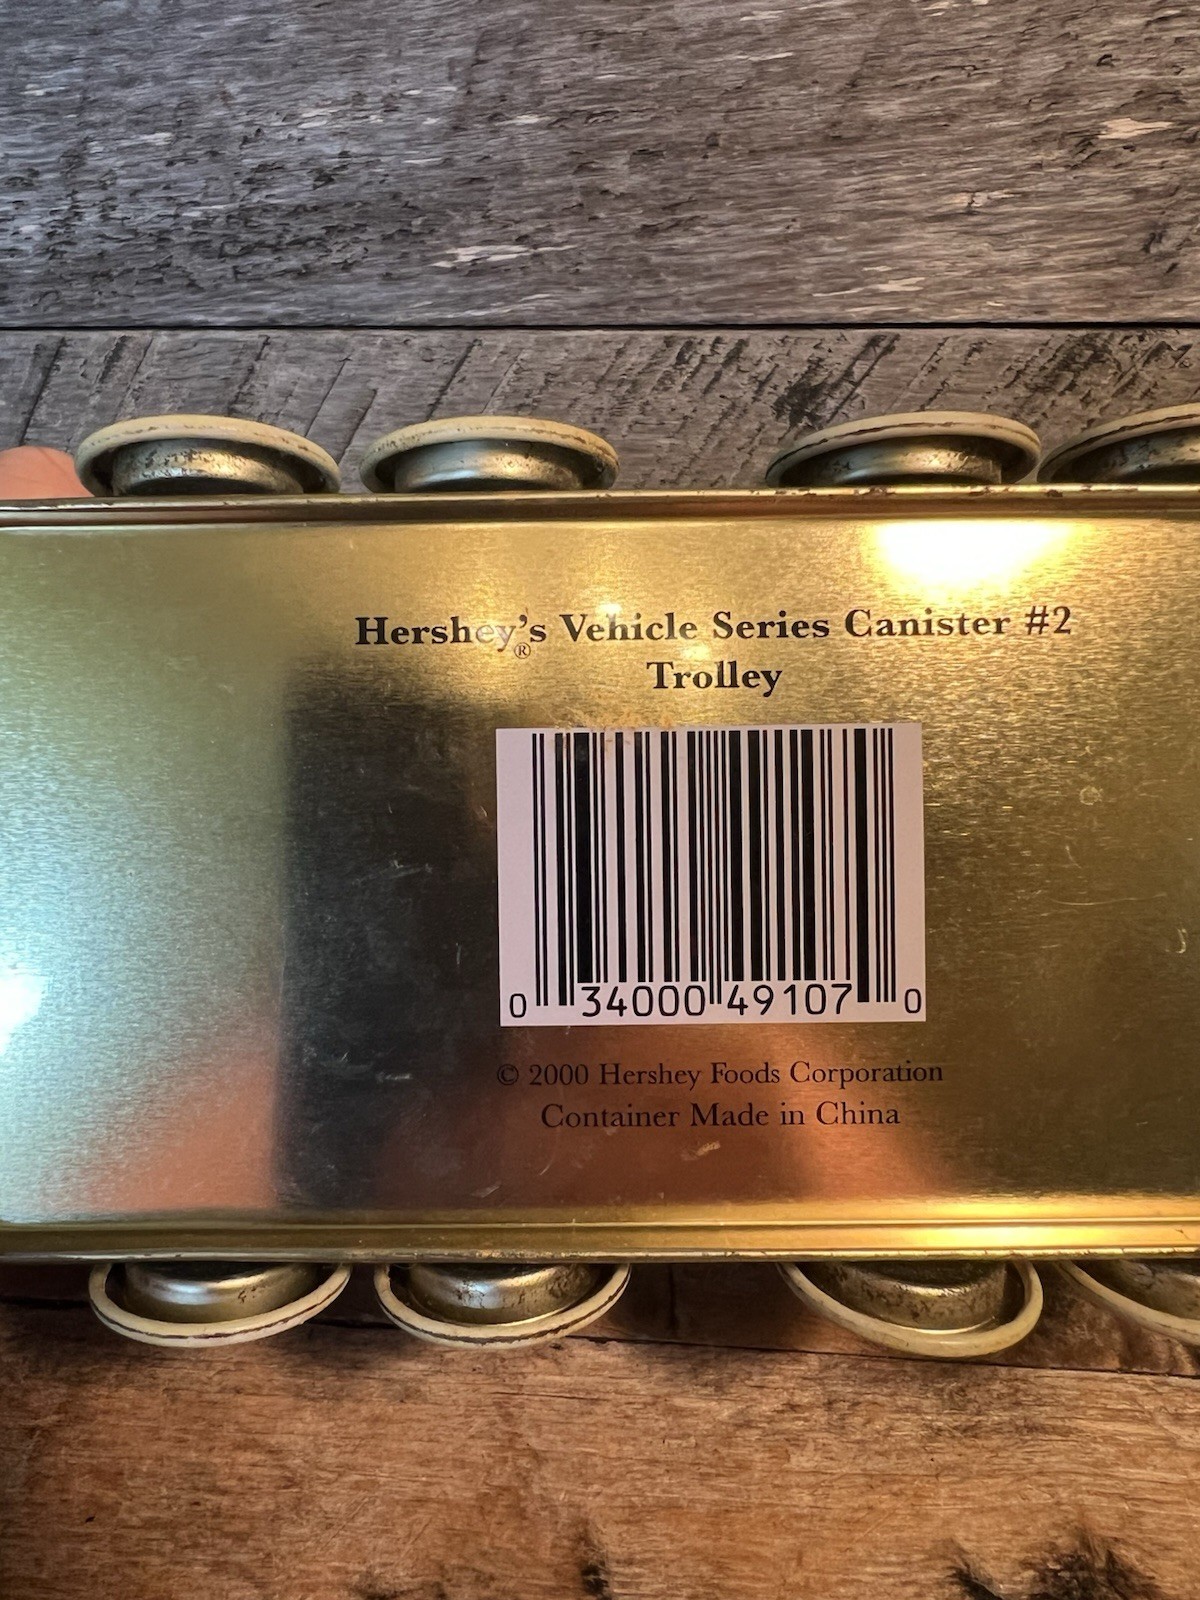 Hershey's® Vehicle Series Canister #2
Trolley
0 34000 49107 0
© 2000 Hershey Foods Corporation
Container Made in China